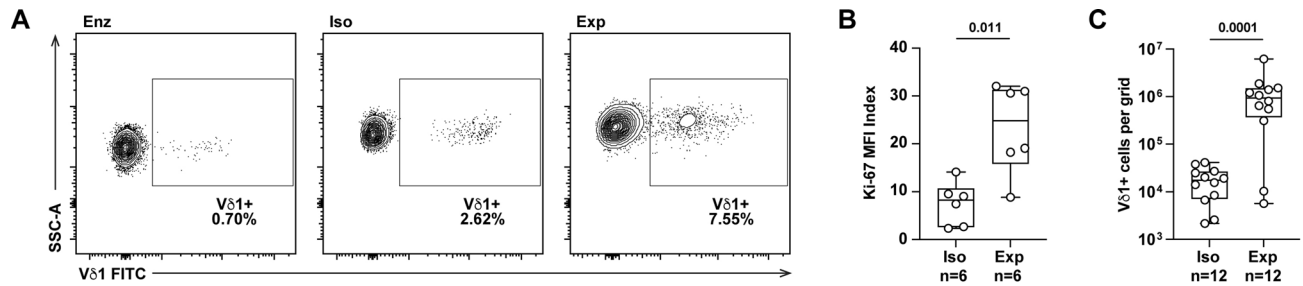 A
Enz
Iso
Exp
SSC-A
Vδ1+
0.70%
Vδ1+
2.62%
Vδ1+
7.55%
Vδ1 FITC
B
0.011
Ki-67 MFI Index
40
30
20
10
0
Iso
n=6
Exp
n=6
C
0.0001
Vδ1+ cells per grid
10⁷
10⁶
10⁵
10⁴
10³
Iso
n=12
Exp
n=12